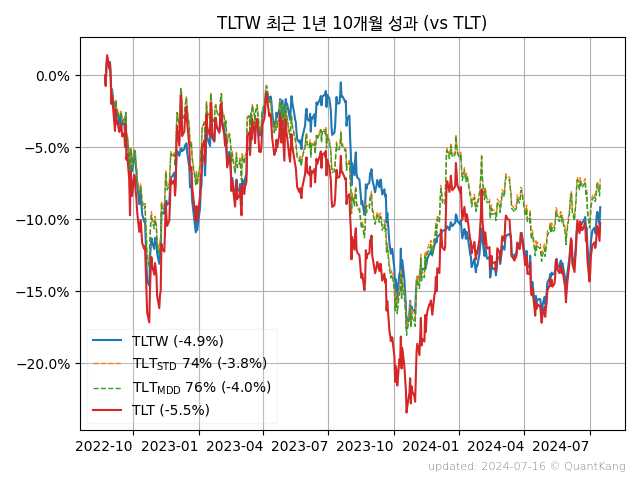 TLTW 최근 1년 10개월 성과 (vs TLT)
0.0%
−5.0%
−10.0%
−15.0%
−20.0%
TLTW (-4.9%)
TLT_STD 74% (-3.8%)
TLT_MDD 76% (-4.0%)
TLT (-5.5%)
2022-10 2023-01 2023-04 2023-07 2023-10 2024-01 2024-04 2024-07
updated: 2024-07-16 © QuantKang